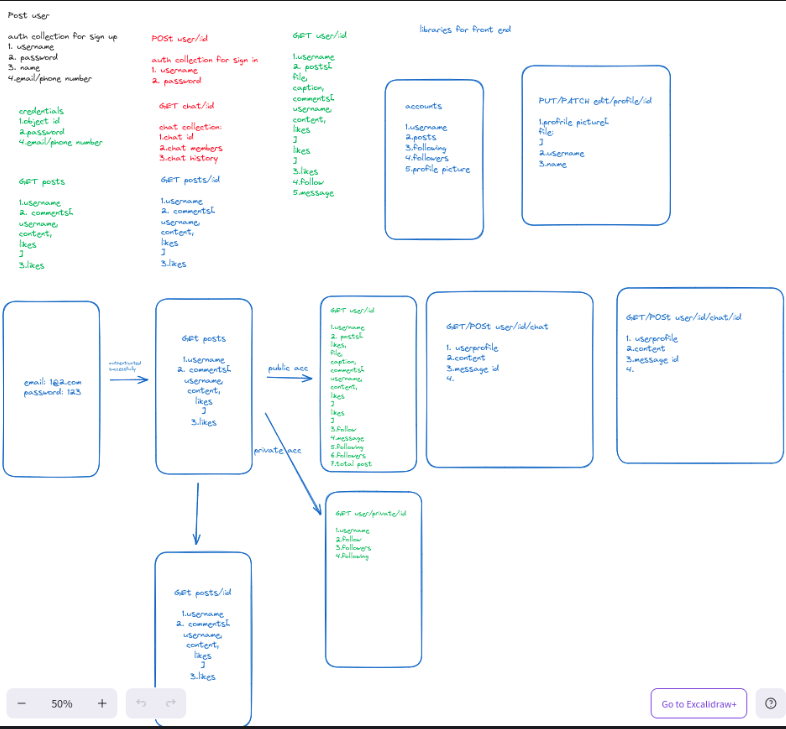 Post user
auth collection for sign up
1. username
2. password
3. name
4.email/phone number
credentials
1.object id
2.password
4.email/phone number
GET posts
1.username
2. comments[
username,
content,
likes
]
3.likes
POSt user/id
auth collection for sign in
1. username
2. password
GET chat/id
chat collection:
1.chat id
2.chat members
3.chat history
GET posts/id
1.username
2. comments[
username,
content,
likes
]
3.likes
GET user/id
1.username
2. posts[
file,
caption,
comments[
username,
content,
likes
]
likes
]
3.likes
4.follow
5.message
libraries for front end
accounts
1.username
2.posts
3.following
4.followers
5.profile picture
PUT/PATCH edit/profile/id
1.profrile picture[
file:
]
2.username
3.name
email: 1@2.com
password: 123
successfully
Get posts
1.username
2. comments[
username,
content,
likes
]
3.likes
public acc
private acc
GET user/id
1.username
2. posts[
likes,
file,
caption,
comments[
username,
content,
likes
]
likes
]
3.follow
4.message
5.following
6.followers
7.total post
GET/POSt user/id/chat
1. userprofile
2.content
3.message id
4.
GET/POSt user/id/chat/id
1. userprofile
2.content
3.message id
4.
GET user/private/id
1.username
2.follow
3.followers
4.following
Get posts/id
1.username
2. comments[
username,
content,
likes
]
3.likes
50%
Go to Excalidraw+